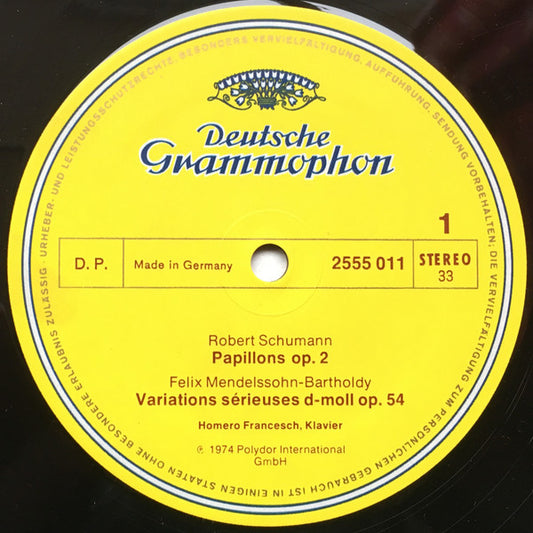 Deutsche
Grammophon
1
D. P. Made in Germany 2555 011 STEREO
33
Robert Schumann
Papillons op. 2
Felix Mendelssohn-Bartholdy
Variations sérieuses d-moll op. 54
Homero Francesch, Klavier
℗ 1974 Polydor International
GmbH
URHEBER- UND LEISTUNGSSCHUTZRECHTE, BESONDERS VERVIELFÄLTIGUNG, AUFFÜHRUNG, SENDUNG VORBEHALTEN; DIE VERVIELFÄLTIGUNG ZUM PERSÖNLICHEN GEBRAUCH IST IN EINIGEN STAATEN OHNE BESONDERE ERLAUBNIS ZULÄSSIG ·